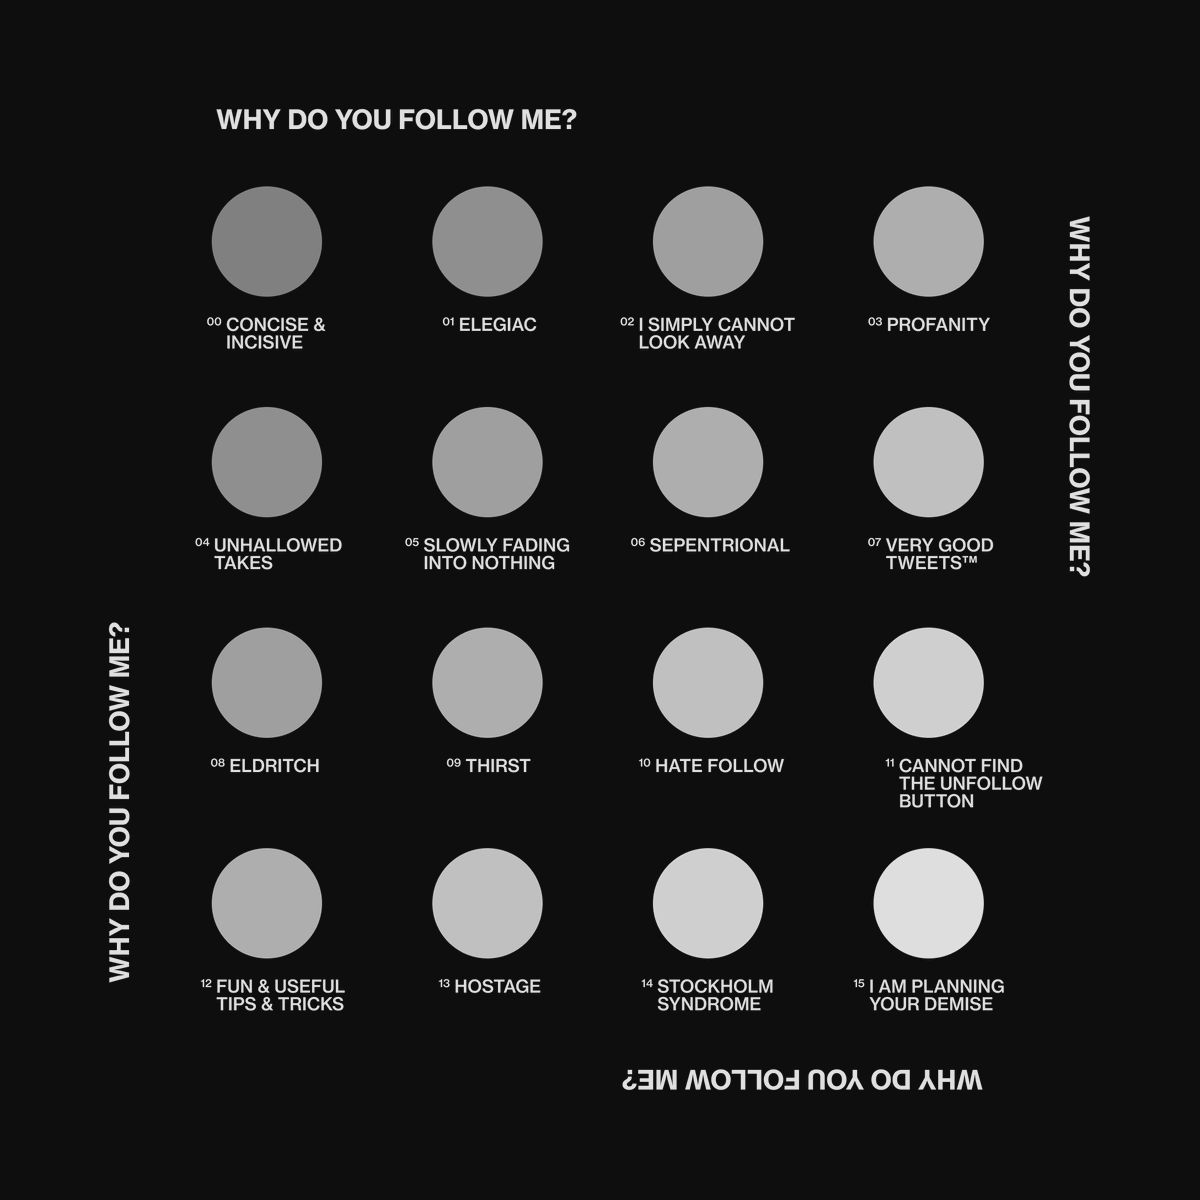 WHY DO YOU FOLLOW ME?
00 CONCISE &
INCISIVE
01 ELEGIAC
02 I SIMPLY CANNOT
LOOK AWAY
03 PROFANITY
WHY DO YOU FOLLOW ME?
04 UNHALLOWED
TAKES
05 SLOWLY FADING
INTO NOTHING
06 SEPENTRIONAL
07 VERY GOOD
TWEETS™
WHY DO YOU FOLLOW ME?
08 ELDRITCH
09 THIRST
10 HATE FOLLOW
11 CANNOT FIND
THE UNFOLLOW
BUTTON
12 FUN & USEFUL
TIPS & TRICKS
13 HOSTAGE
14 STOCKHOLM
SYNDROME
15 I AM PLANNING
YOUR DEMISE
WHY DO YOU FOLLOW ME?